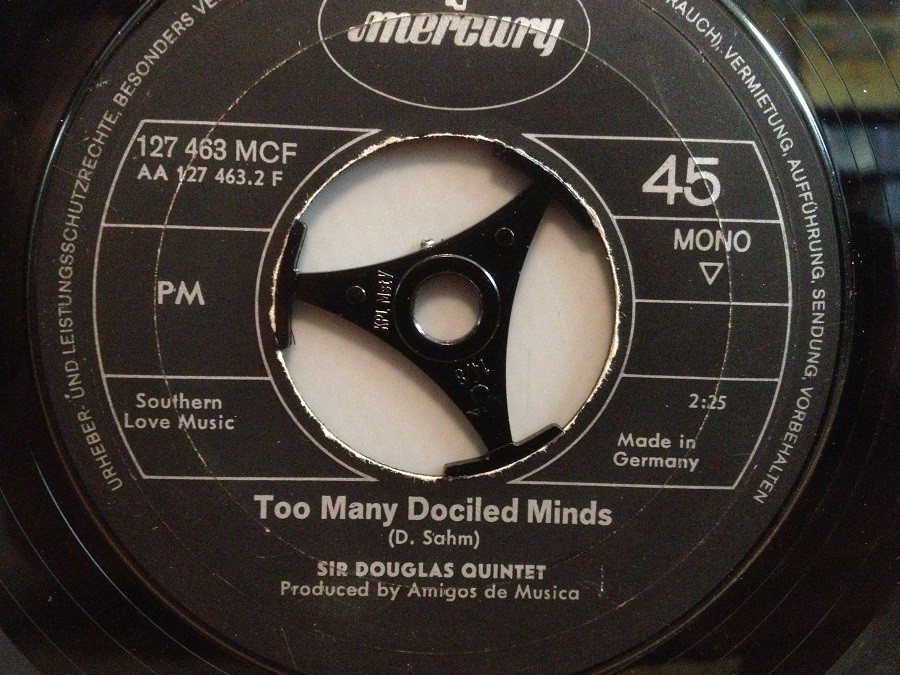 mercury
URHEBER- UND LEISTUNGSSCHUTZRECHTE, BESONDERS
VERMIETUNG, AUFFÜHRUNG, SENDUNG, VORBEHALTEN
127 463 MCF
AA 127 463.2 F
45
MONO
PM
Southern
Love Music
2:25
Made in
Germany
Too Many Dociled Minds
(D. Sahm)
SIR DOUGLAS QUINTET
Produced by Amigos de Musica